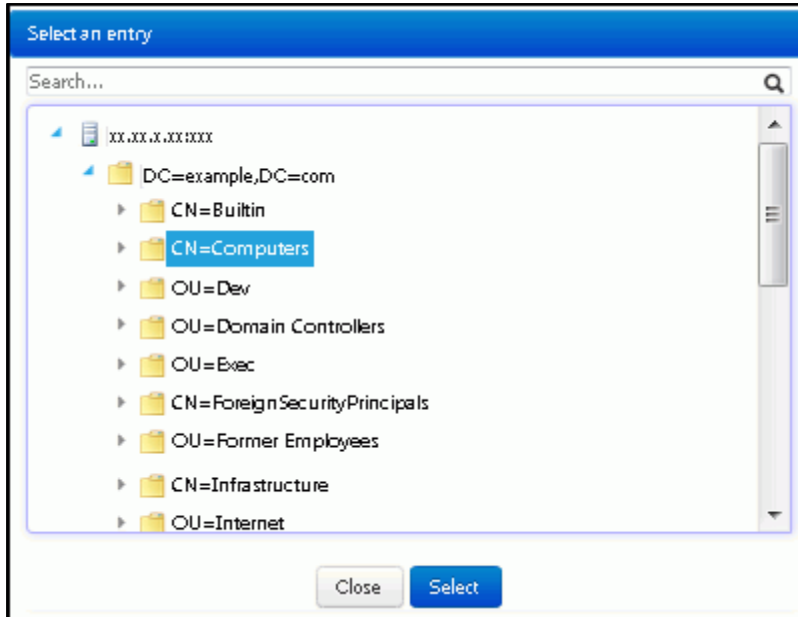 Select an entry
Search...
xx.xx.x.xx:xxx
DC=example,DC=com
CN=Builtin
CN=Computers
OU=Dev
OU=Domain Controllers
OU=Exec
CN=ForeignSecurityPrincipals
OU=Former Employees
CN=Infrastructure
OU=Internet
Close Select